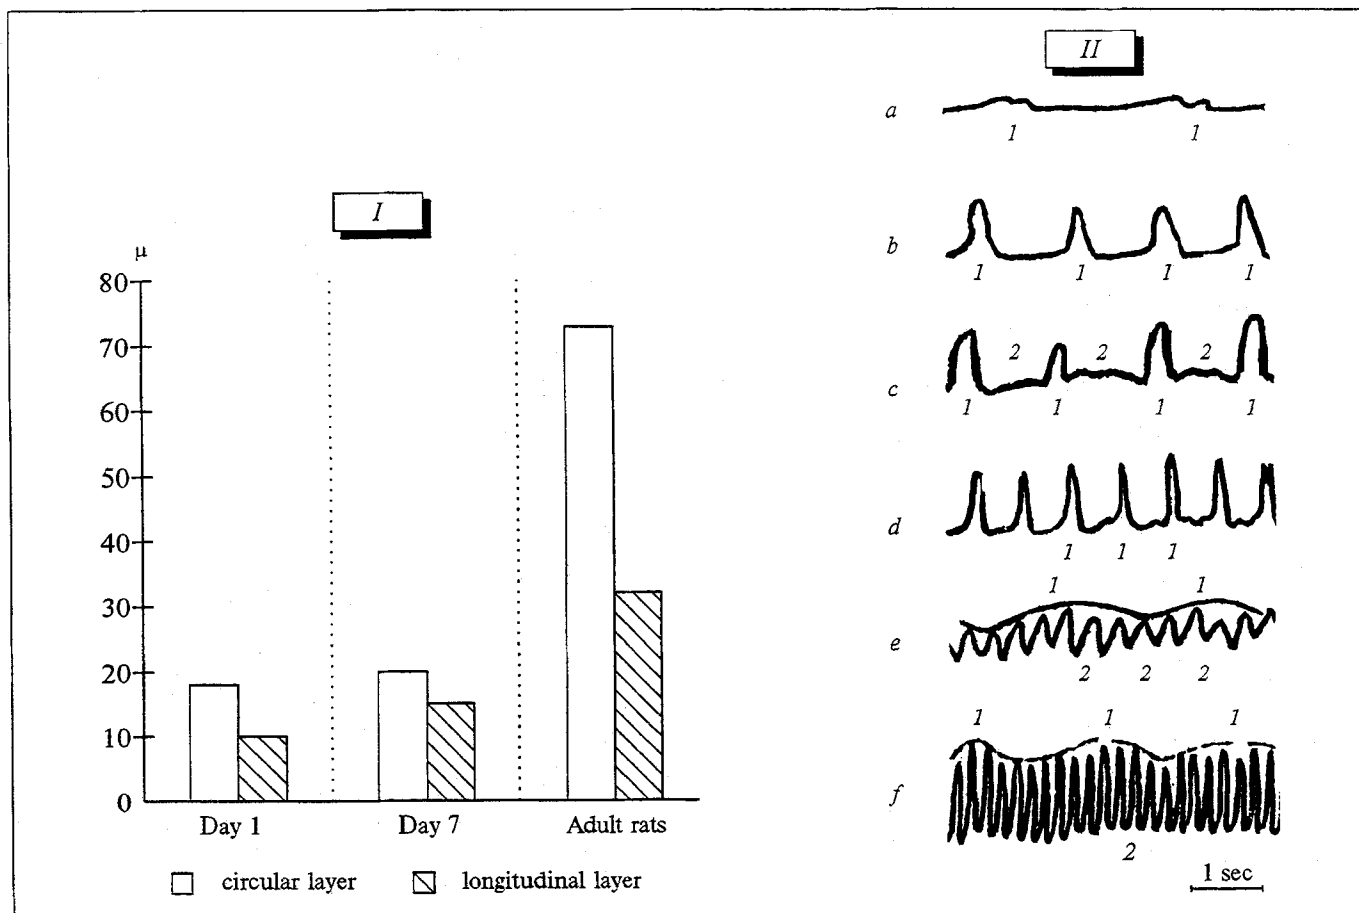 I
μ
80
70
60
50
40
30
20
10
0
Day 1 Day 7 Adult rats
circular layer longitudinal layer
II
a
1 1
b
1 1 1 1
2 2 2
c
1 1 1 1
d
1 1 1
1 1
e
2 2 2
1 1 1
f
2
1 sec